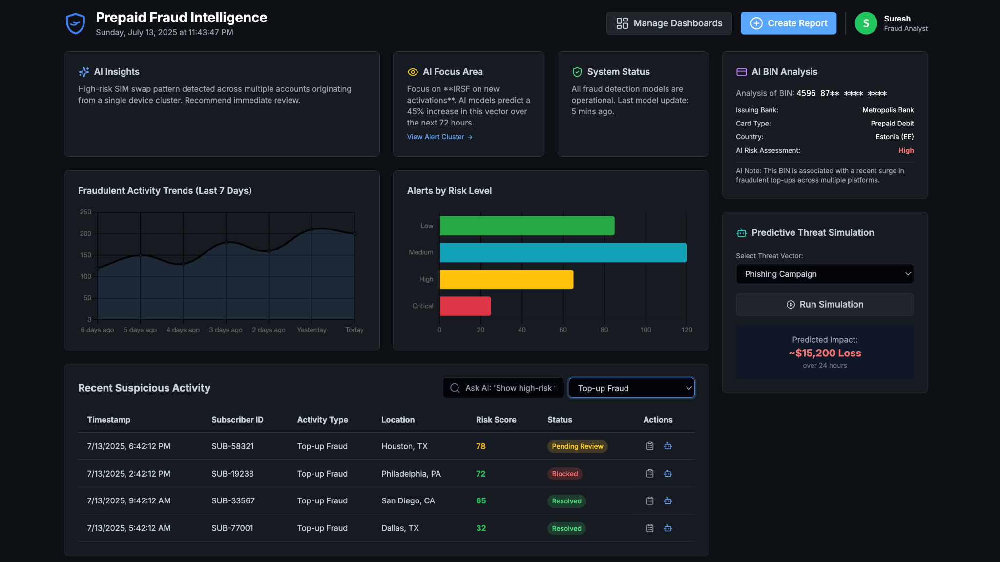 Prepaid Fraud Intelligence
Sunday, July 13, 2025 at 11:43:47 PM
Manage Dashboards
Create Report
S
Suresh
Fraud Analyst
AI Insights
High-risk SIM swap pattern detected across multiple accounts originating
from a single device cluster. Recommend immediate review.
AI Focus Area
Focus on **IRSF on new
activations**. AI models predict a
45% increase in this vector over
the next 72 hours.
View Alert Cluster →
System Status
All fraud detection models are
operational. Last model update:
5 mins ago.
AI BIN Analysis
Analysis of BIN: 4596 87** **** ****
Issuing Bank: Metropolis Bank
Card Type: Prepaid Debit
Country: Estonia (EE)
AI Risk Assessment: High
AI Note: This BIN is associated with a recent surge in
fraudulent top-ups across multiple platforms.
Fraudulent Activity Trends (Last 7 Days)
250
200
150
100
50
0
6 days ago 5 days ago 4 days ago 3 days ago 2 days ago Yesterday Today
Alerts by Risk Level
Low
Medium
High
Critical
0 20 40 60 80 100 120
Predictive Threat Simulation
Select Threat Vector:
Phishing Campaign
Run Simulation
Predicted Impact:
~$15,200 Loss
over 24 hours
Recent Suspicious Activity
Ask AI: 'Show high-risk
Top-up Fraud
Timestamp Subscriber ID Activity Type Location Risk Score Status Actions
7/13/2025, 6:42:12 PM SUB-58321 Top-up Fraud Houston, TX 78 Pending Review
7/13/2025, 2:42:12 PM SUB-19238 Top-up Fraud Philadelphia, PA 72 Blocked
7/13/2025, 9:42:12 AM SUB-33567 Top-up Fraud San Diego, CA 65 Resolved
7/13/2025, 5:42:12 AM SUB-77001 Top-up Fraud Dallas, TX 32 Resolved